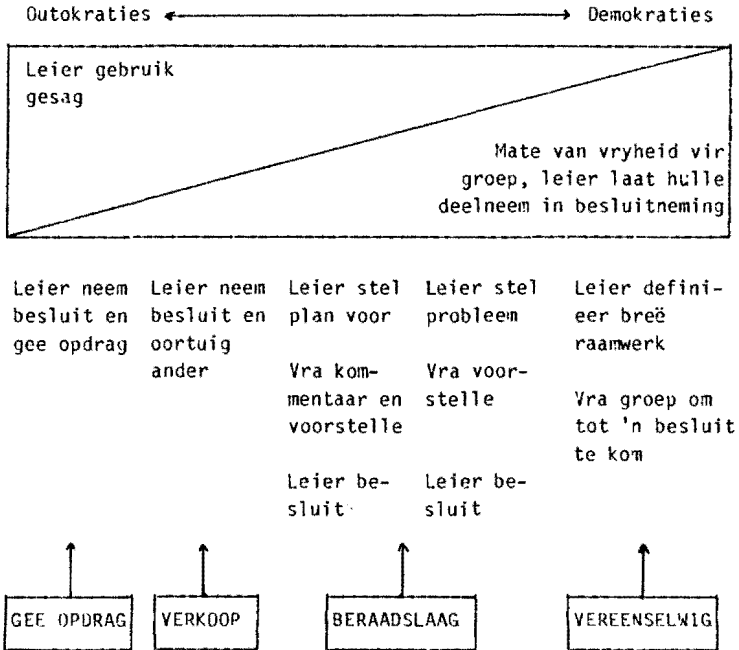 Outokraties Demokraties
Leier gebruik
gesag
Mate van vryheid vir
groep, leier laat hulle
deelneem in besluitneming
Leier neem
besluit en
gee opdrag
Leier neem
besluit en
oortuig
ander
Leier stel
plan voor
Vra kom-
mentaar en
voorstelle
Leier be-
sluit
Leier stel
probleem
Vra voor-
stelle
Leier be-
sluit
Leier defini-
eer breë
raamwerk
Vra groep om
tot 'n besluit
te kom
GEE OPDRAG
VERKOOP
BERAADSLAAG
VEREENSELWIG